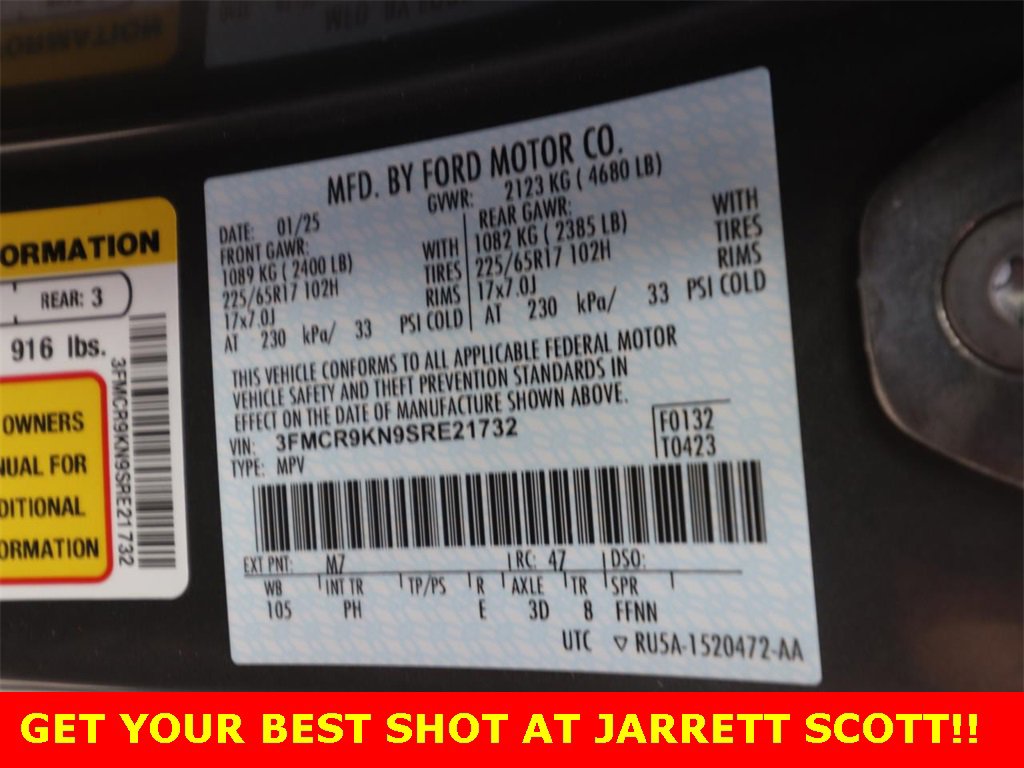 MFD. BY FORD MOTOR CO.
DATE: 01/25
GVWR: 2123 KG ( 4680 LB)
FRONT GAWR:
1089 KG ( 2400 LB) WITH
225/65R17 102H TIRES
17x7.0J RIMS
AT 230 kPa/ 33 PSI COLD
REAR GAWR:
1082 KG ( 2385 LB) WITH
225/65R17 102H TIRES
17x7.0J RIMS
AT 230 kPa/ 33 PSI COLD
THIS VEHICLE CONFORMS TO ALL APPLICABLE FEDERAL MOTOR
VEHICLE SAFETY AND THEFT PREVENTION STANDARDS IN
EFFECT ON THE DATE OF MANUFACTURE SHOWN ABOVE.
VIN: 3FMCR9KN9SRE21732
TYPE: MPV
F0132
T0423
EXT PNT: M7 RC: 47 DSO:
WB INT TR TP/PS R AXLE TR SPR
105 PH E 3D 8 FFNN
UTC ▽ RU5A-1520472-AA
ORMATION
REAR: 3
916 lbs.
OWNERS
NUAL FOR
DITIONAL
ORMATION
3FMCR9KN9SRE21732
GET YOUR BEST SHOT AT JARRETT SCOTT!!